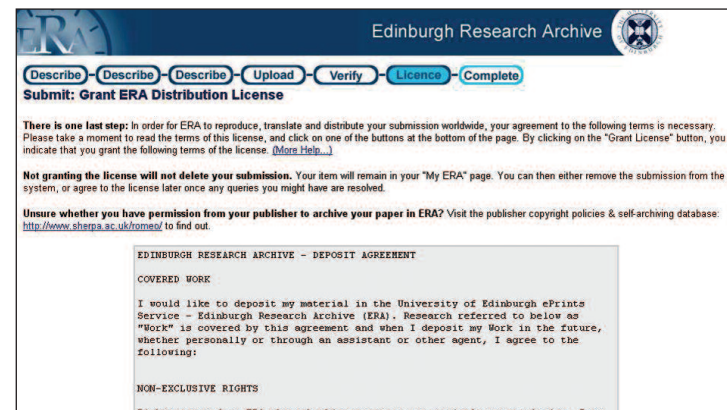 ERA
Edinburgh Research Archive
Describe Describe Describe Upload Verify Licence Complete
Submit: Grant ERA Distribution License
There is one last step: In order for ERA to reproduce, translate and distribute your submission worldwide, your agreement to the following terms is necessary.
Please take a moment to read the terms of this license, and click on one of the buttons at the bottom of the page. By clicking on the "Grant License" button, you
indicate that you grant the following terms of the license. (More Help...)
Not granting the license will not delete your submission. Your item will remain in your "My ERA" page. You can then either remove the submission from the
system, or agree to the license later once any queries you might have are resolved.
Unsure whether you have permission from your publisher to archive your paper in ERA? Visit the publisher copyright policies & self-archiving database:
http://www.sherpa.ac.uk/romeo/ to find out.
EDINBURGH RESEARCH ARCHIVE - DEPOSIT AGREEMENT
COVERED WORK
I would like to deposit my material in the University of Edinburgh ePrints
Service - Edinburgh Research Archive (ERA). Research referred to below as
"Work" is covered by this agreement and when I deposit my Work in the future,
whether personally or through an assistant or other agent, I agree to the
following:
NON-EXCLUSIVE RIGHTS